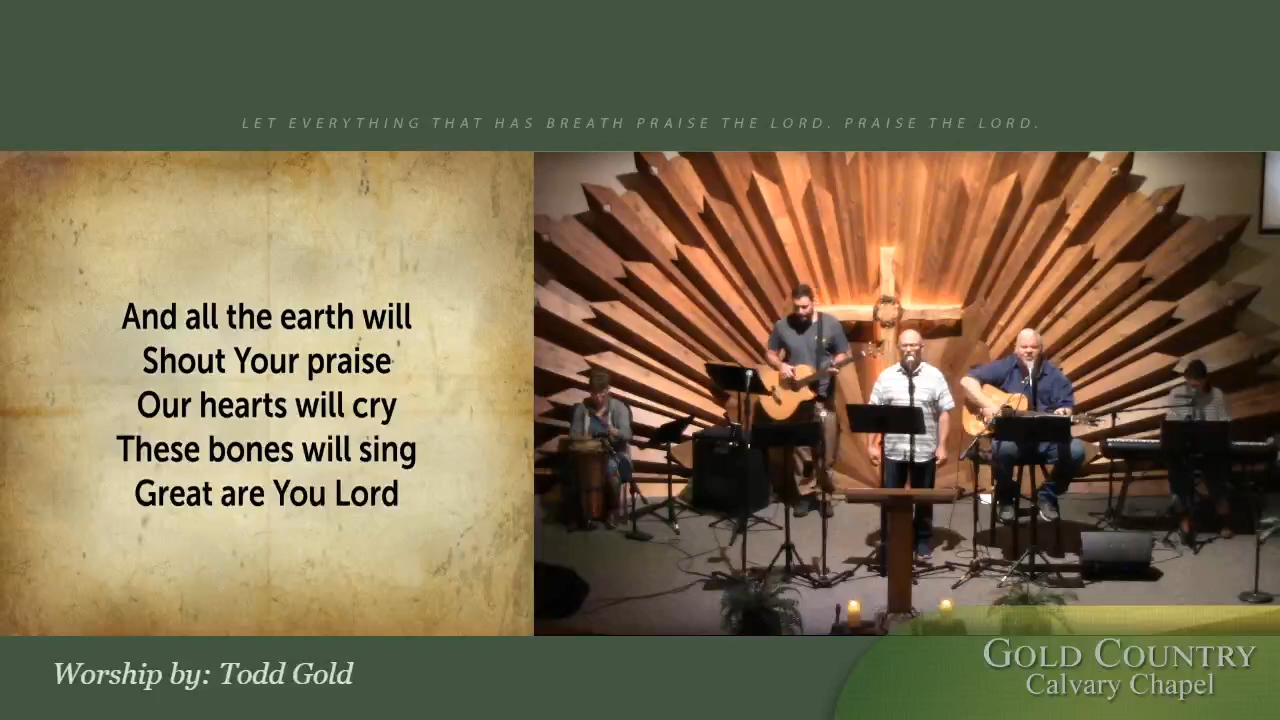 LET EVERYTHING THAT HAS BREATH PRAISE THE LORD. PRAISE THE LORD.
And all the earth will
Shout Your praise
Our hearts will cry
These bones will sing
Great are You Lord
Worship by: Todd Gold
GOLD COUNTRY
Calvary Chapel